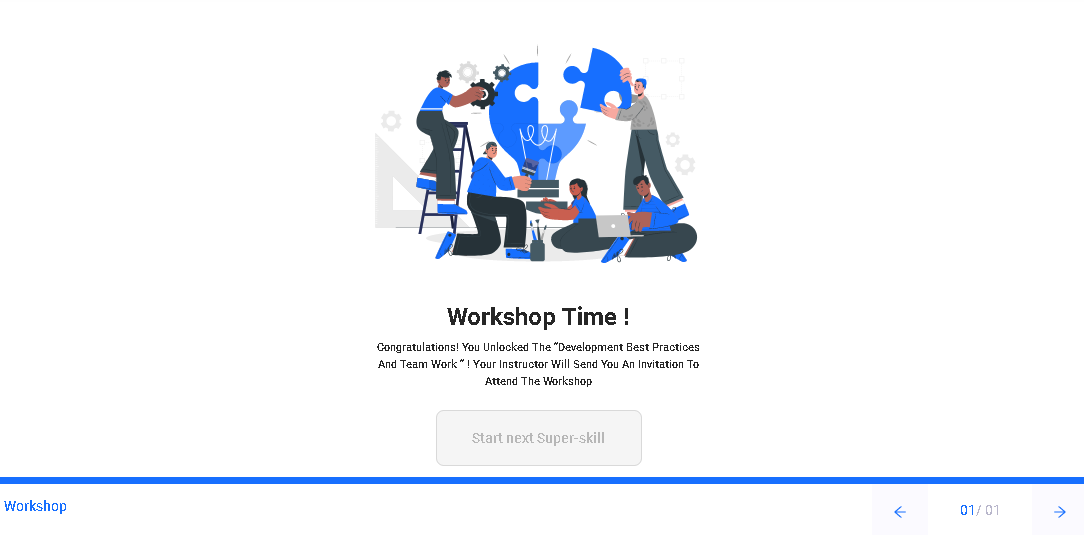 Workshop Time !
Congratulations! You Unlocked The “Development Best Practices
And Team Work ” ! Your Instructor Will Send You An Invitation To
Attend The Workshop
Start next Super-skill
Workshop
01/ 01